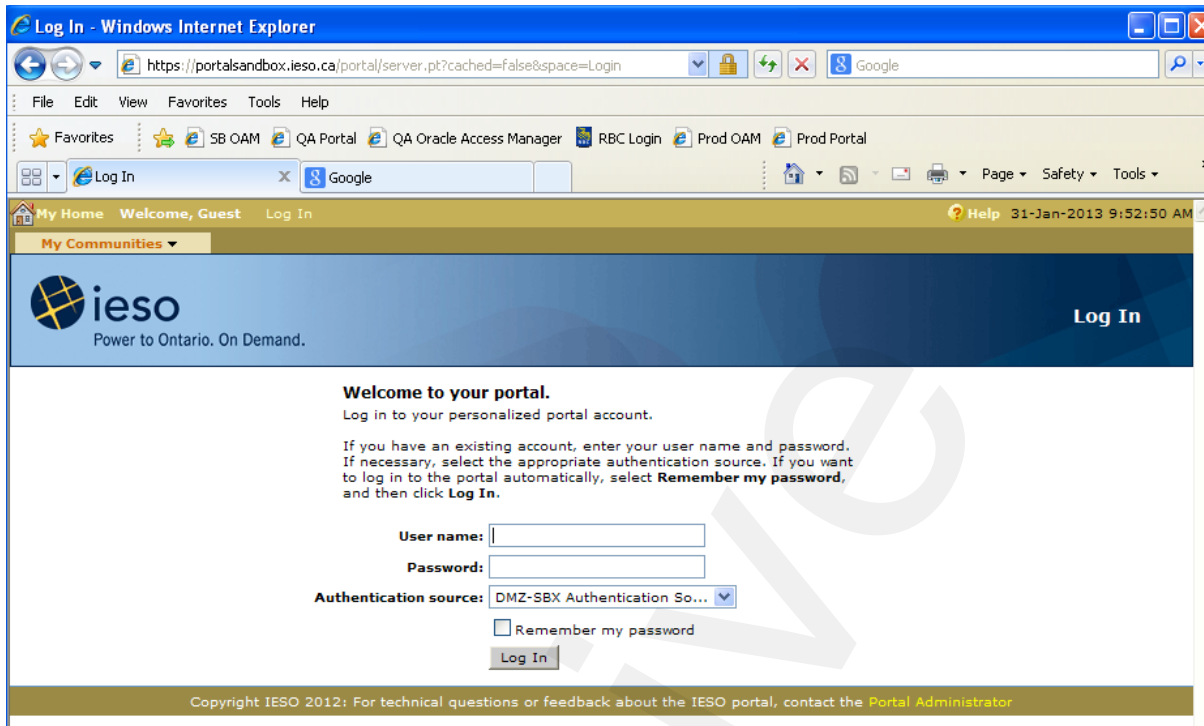 Log In - Windows Internet Explorer
https://portalsandbox.ieso.ca/portal/server.pt?cached=false&space=Login
Google
File Edit View Favorites Tools Help
Favorites SB OAM QA Portal QA Oracle Access Manager RBC Login Prod OAM Prod Portal
Log In Google Page Safety Tools
My Home Welcome, Guest Log In Help 31-Jan-2013 9:52:50 AM
My Communities
ieso
Power to Ontario. On Demand.
Log In
Welcome to your portal.
Log in to your personalized portal account.
If you have an existing account, enter your user name and password.
If necessary, select the appropriate authentication source. If you want
to log in to the portal automatically, select Remember my password,
and then click Log In.
User name:
Password:
Authentication source: DMZ-SBX Authentication So...
Remember my password
Log In
Copyright IESO 2012: For technical questions or feedback about the IESO portal, contact the Portal Administrator